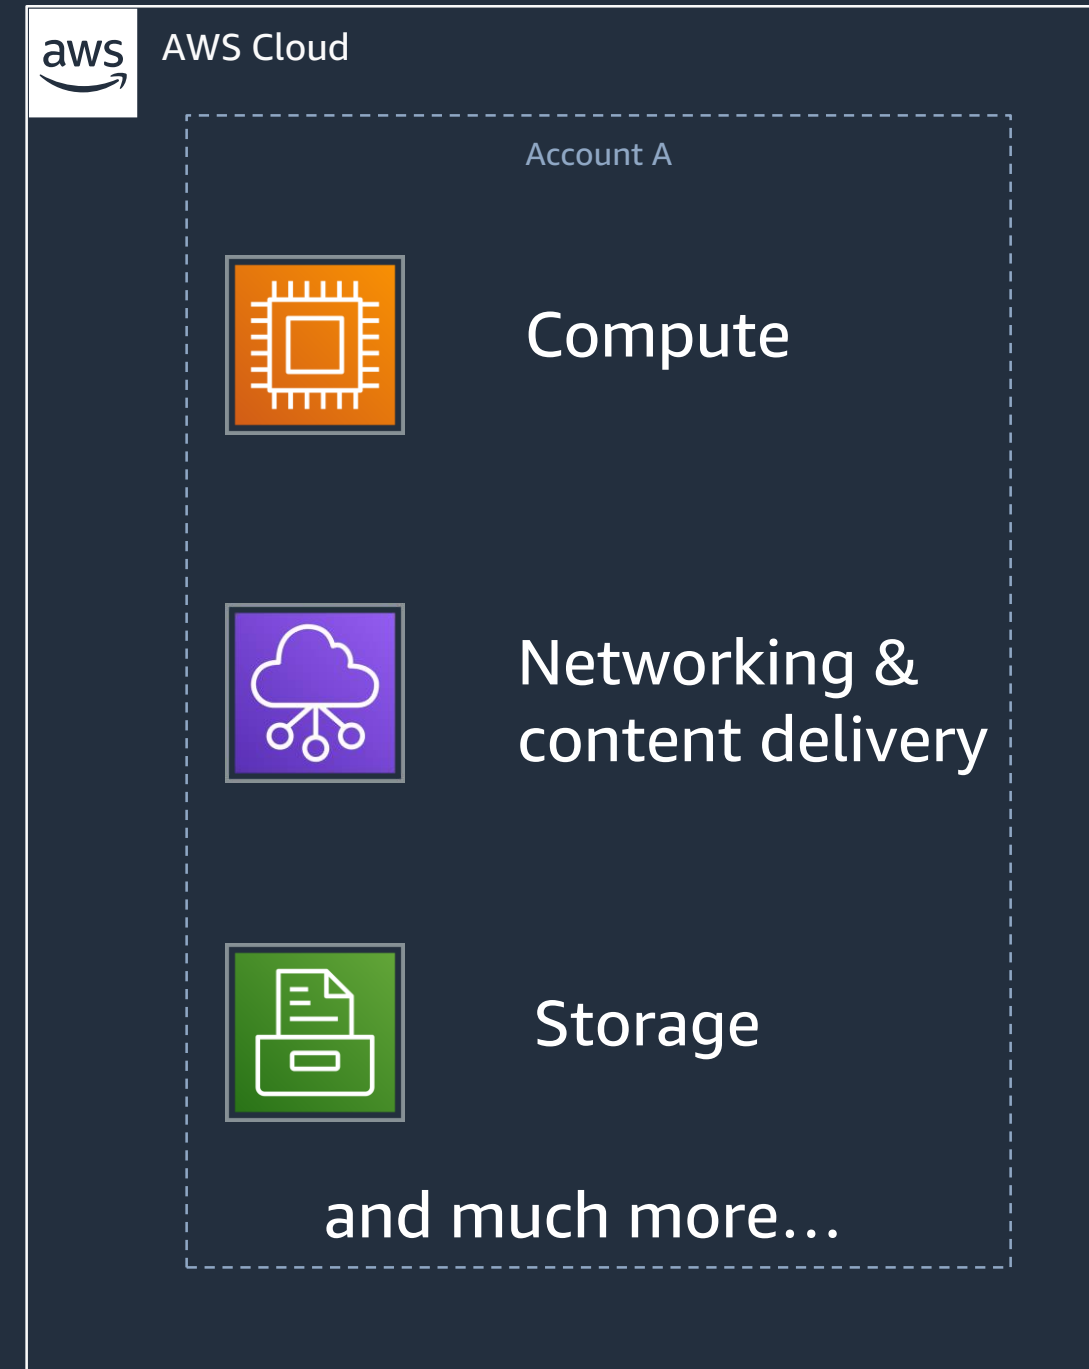 aws
AWS Cloud
Account A
Compute
Networking &
content delivery
Storage
and much more…